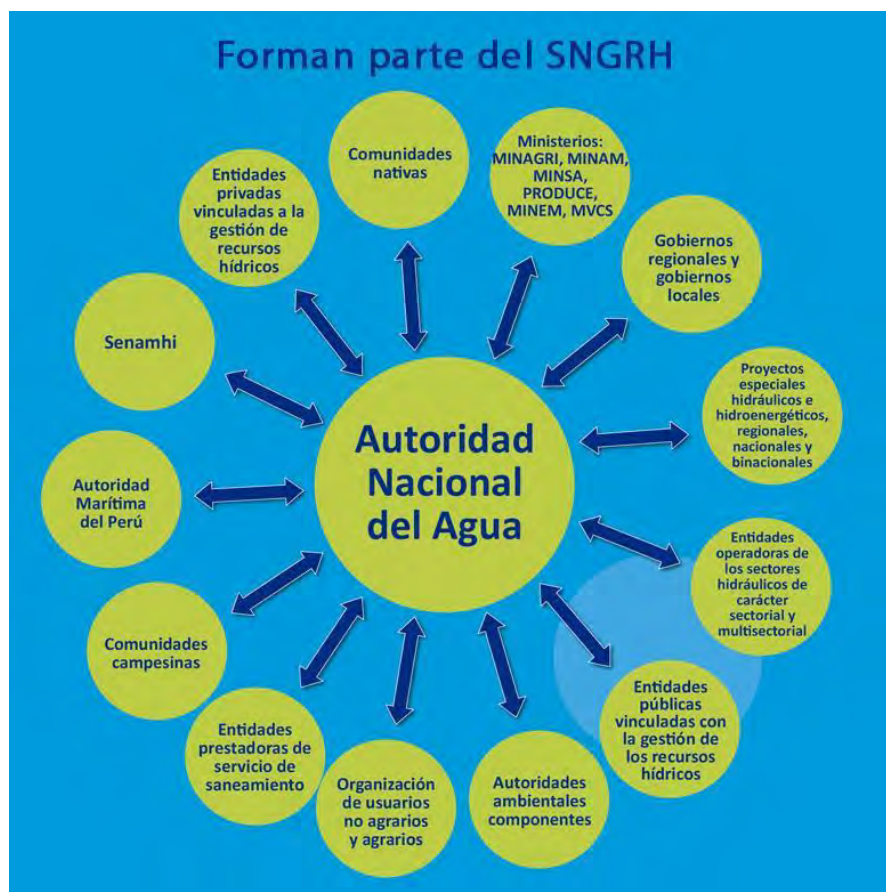 Forman parte del SNGRH
Comunidades
nativas
Ministerios:
MINAGRI, MINAM,
MINSA,
PRODUCE,
MINEM, MVCS
Gobiernos
regionales y
gobiernos
locales
Proyectos
especiales
hidráulicos e
hidroenergéticos,
regionales,
nacionales y
binacionales
Entidades
operadoras de
los sectores
hidráulicos de
carácter
sectorial y
multisectorial
Entidades
públicas
vinculadas con
la gestión de
los recursos
hídricos
Autoridades
ambientales
componentes
Organización
de usuarios
no agrarios
y agrarios
Entidades
prestadoras de
servicio de
saneamiento
Comunidades
campesinas
Autoridad
Marítima
del Perú
Senamhi
Entidades
privadas
vinculadas a la
gestión de
recursos
hídricos
Autoridad
Nacional
del Agua